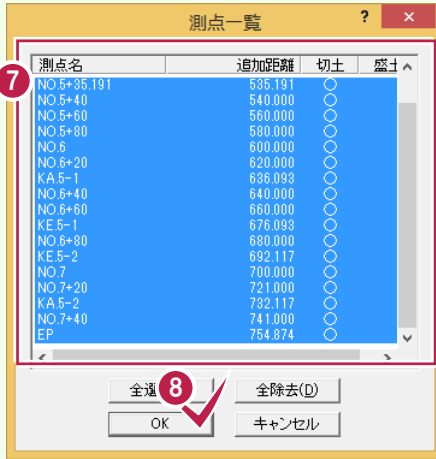 測点一覧 ? ×
7
測点名 追加距離 切土 盛土
NO.5+35.191 535.191 ○
NO.5+40 540.000 ○
NO.5+60 560.000 ○
NO.5+80 580.000 ○
NO.6 600.000 ○
NO.6+20 620.000 ○
KA.5-1 636.093 ○
NO.6+40 640.000 ○
NO.6+60 660.000 ○
KE.5-1 676.093 ○
NO.6+80 680.000 ○
KE.5-2 692.117 ○
NO.7 700.000 ○
NO.7+20 721.000 ○
KA.5-2 732.117 ○
NO.7+40 741.000 ○
EP 754.874 ○
全選 8 全除去(D)
OK キャンセル